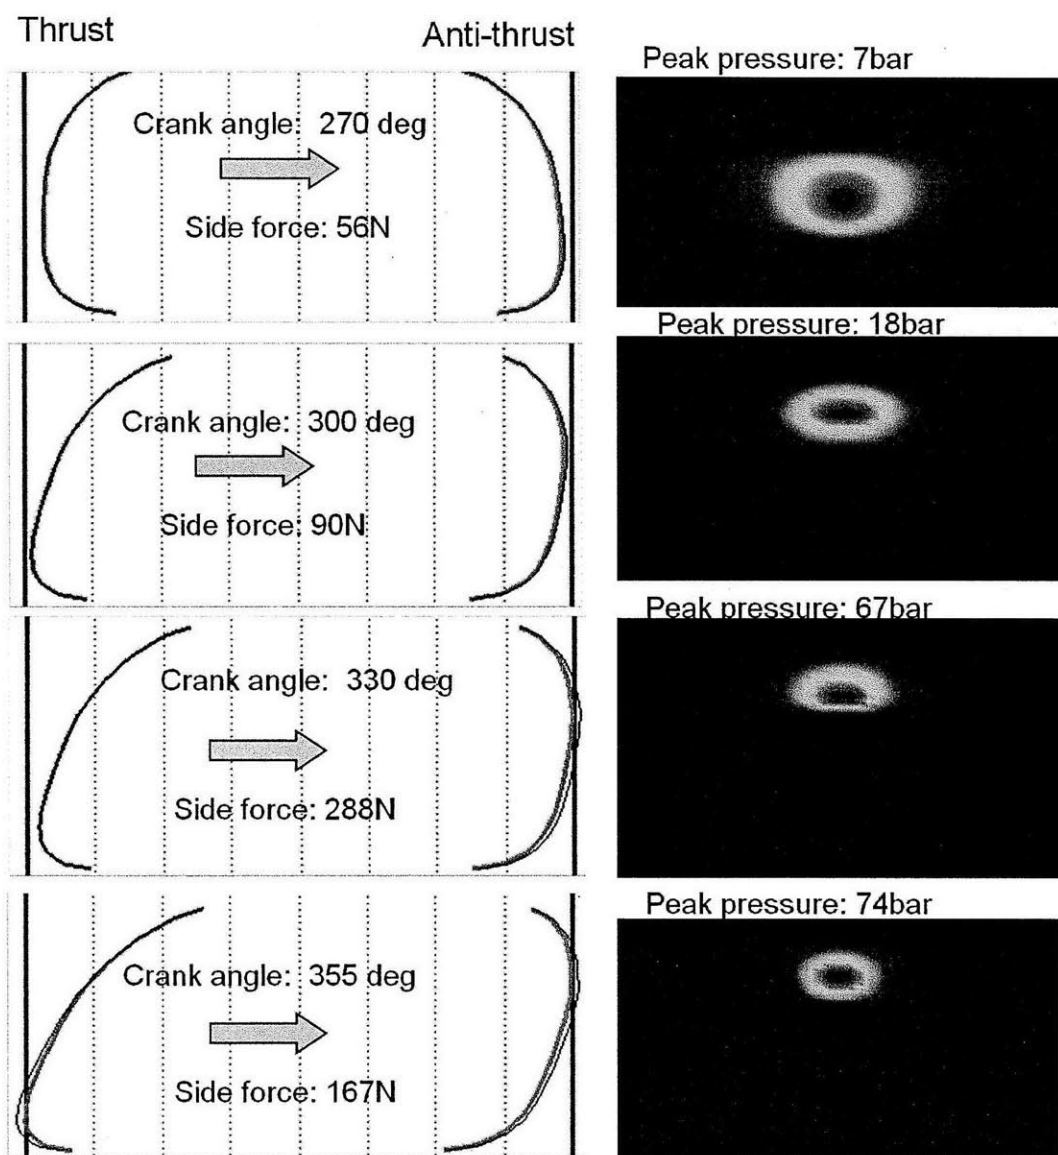 Thrust
Anti-thrust
Peak pressure: 7bar
Crank angle: 270 deg
Side force: 56N
Peak pressure: 18bar
Crank angle: 300 deg
Side force: 90N
Peak pressure: 67bar
Crank angle: 330 deg
Side force: 288N
Peak pressure: 74bar
Crank angle: 355 deg
Side force: 167N